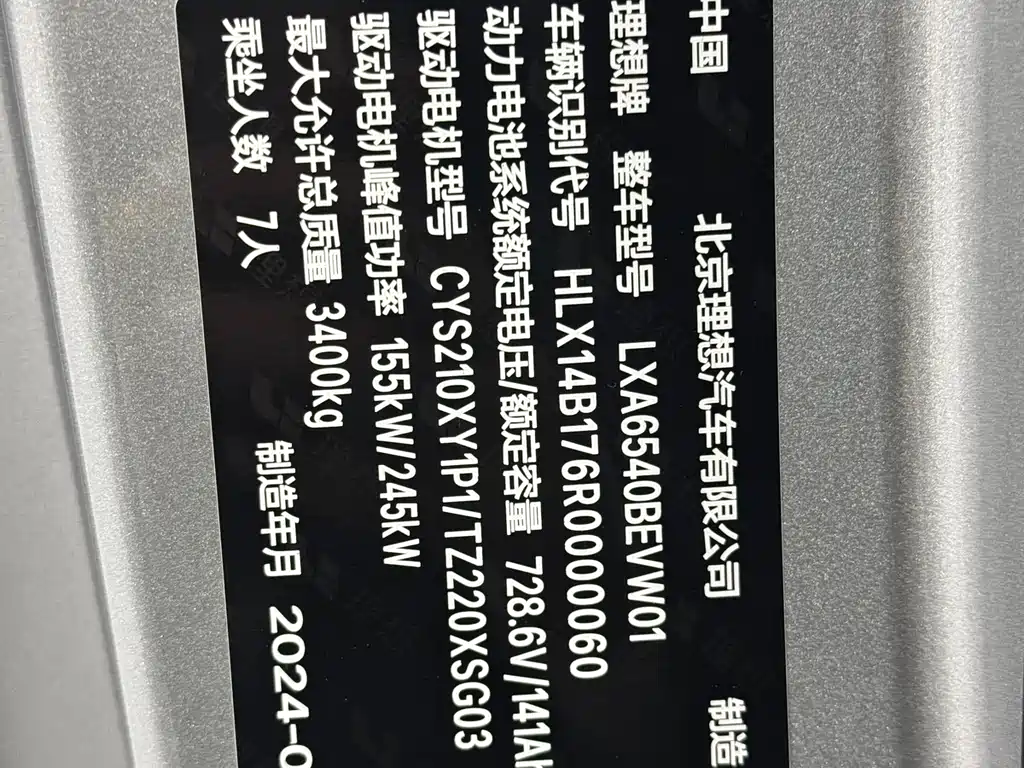 中国 北京理想汽车有限公司 制造
理想牌 整车型号 LXA6540BEVW01
车辆识别代号 HLX14B176R0000060
动力电池系统额定电压/额定容量 728.6V/141Ah
驱动电机型号 CYS210XY1P1/TZ220XSG03
驱动电机峰值功率 155kW/245kW
最大允许总质量 3400kg
乘坐人数 7人 制造年月 2024-0